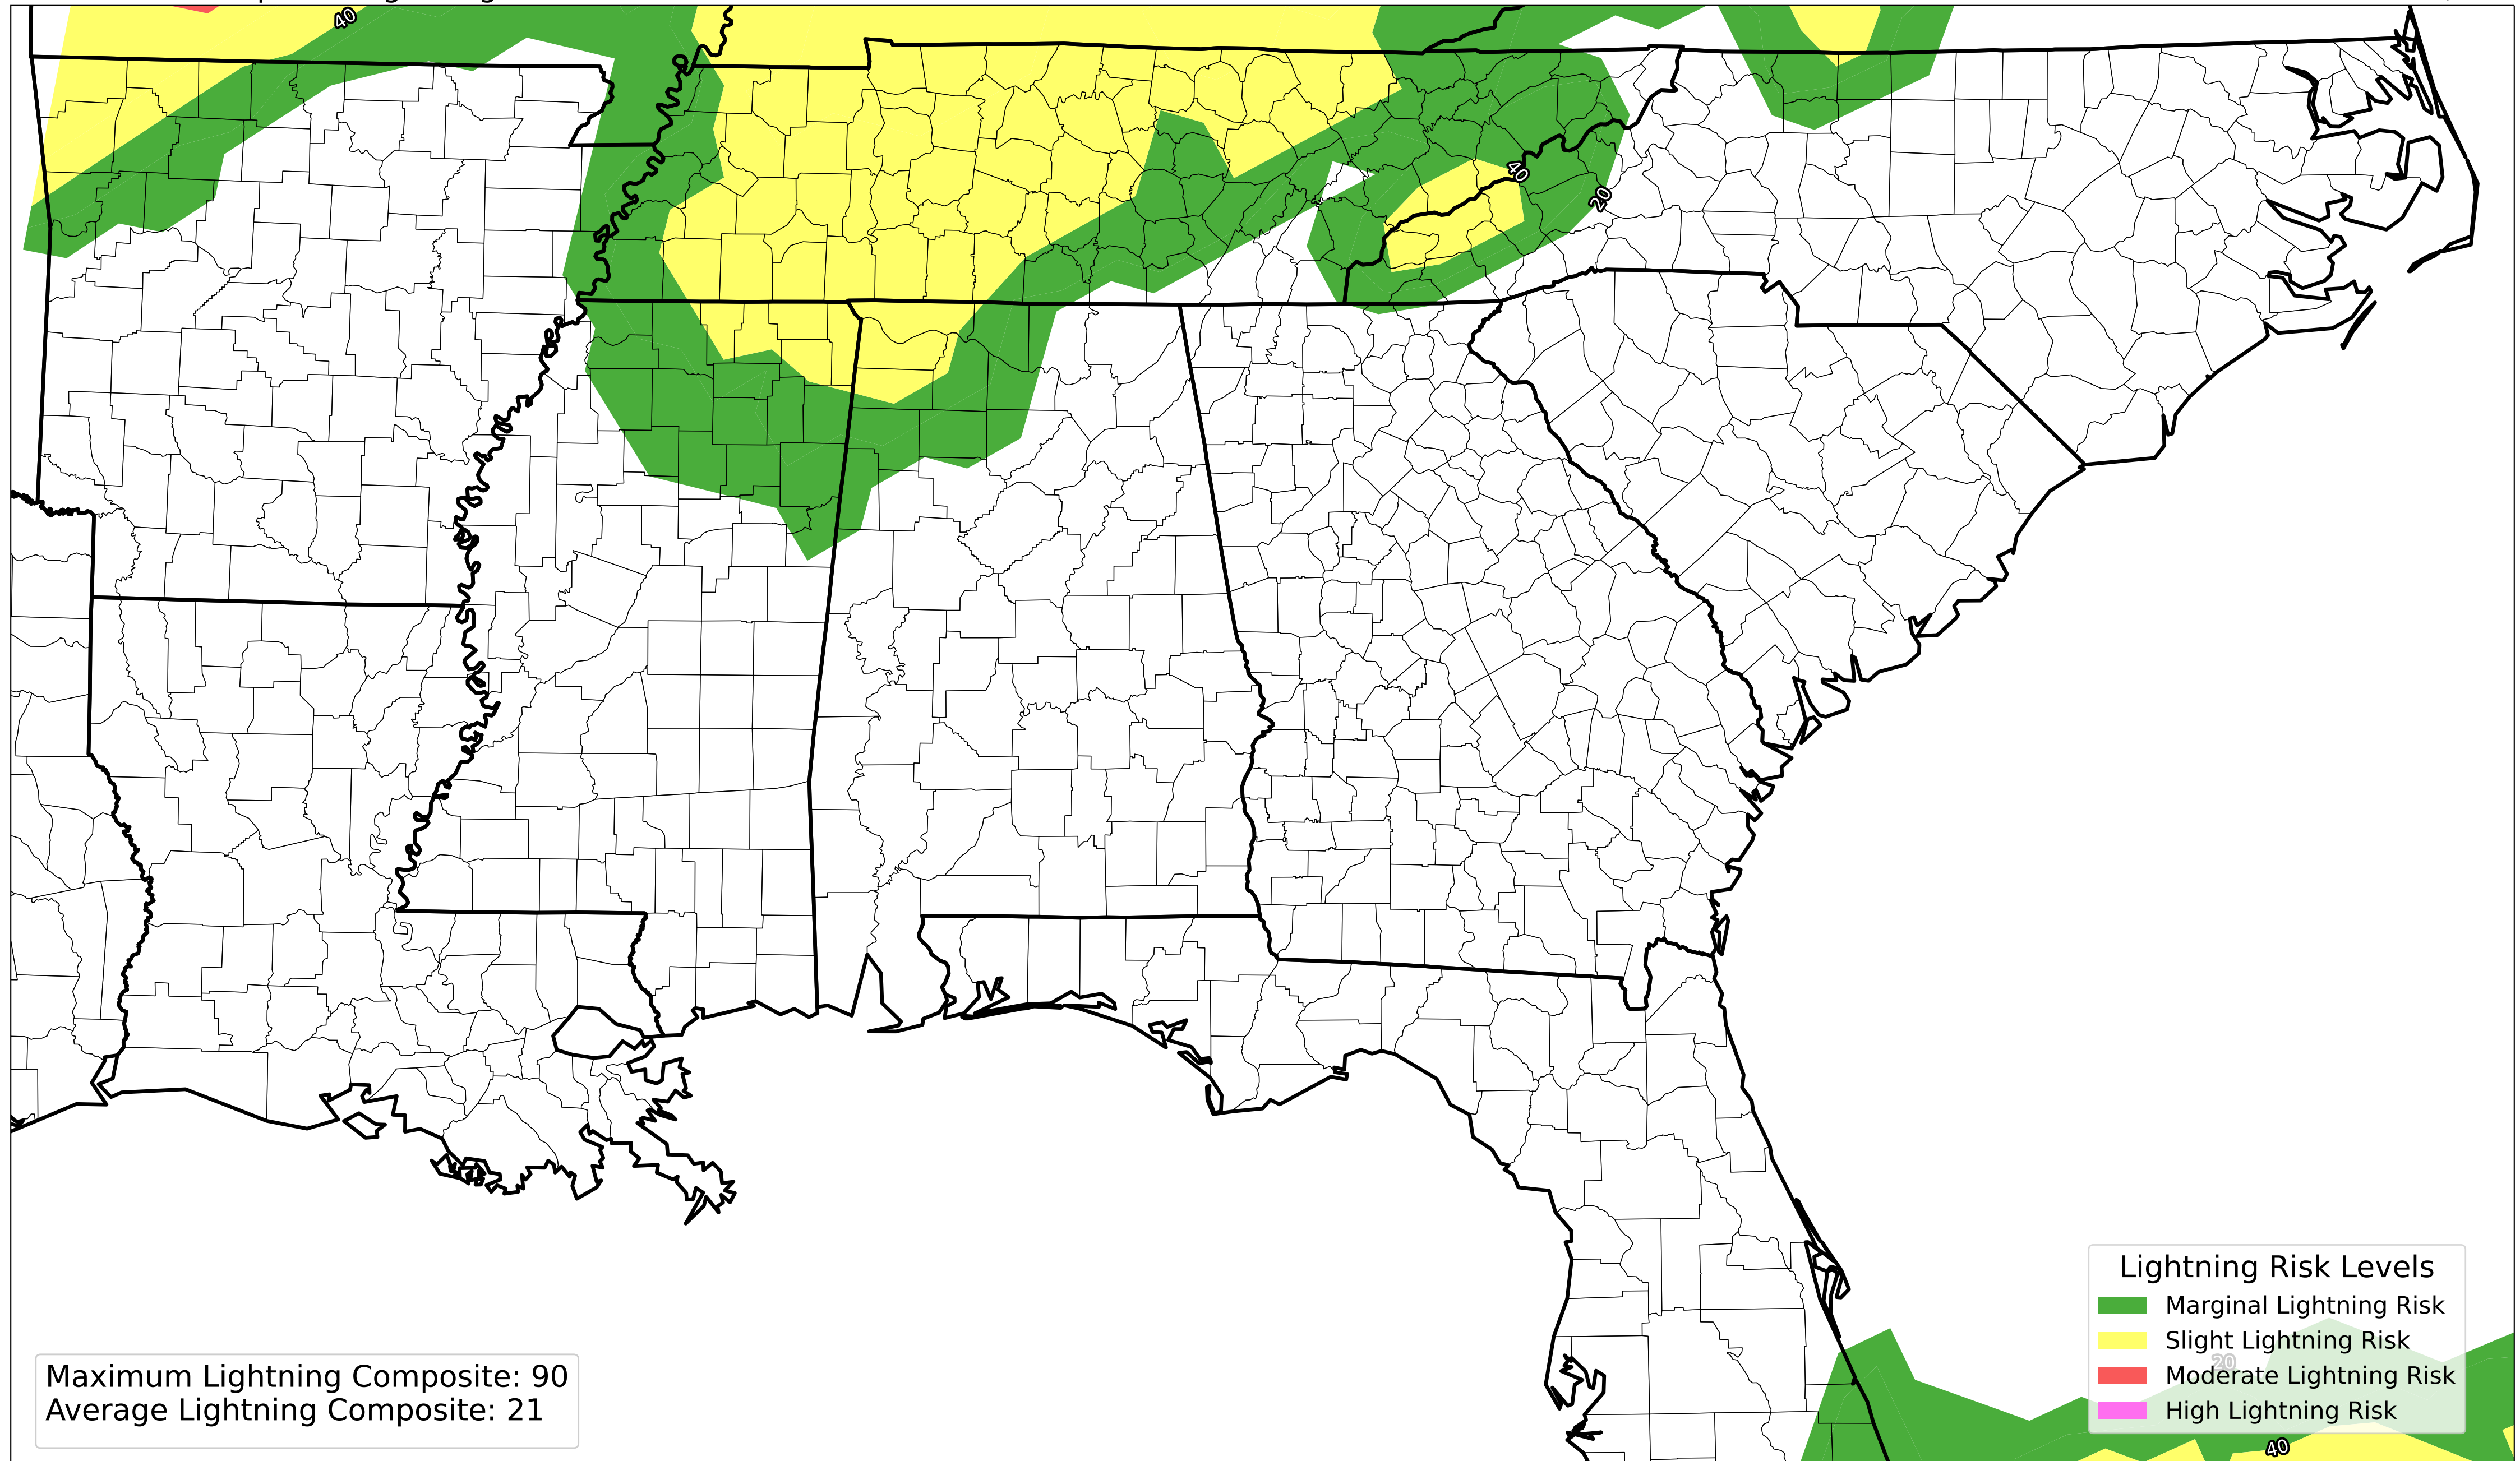 40
40
20
Lightning Risk Levels
Marginal Lightning Risk
Slight Lightning Risk
20
Moderate Lightning Risk
High Lightning Risk
Maximum Lightning Composite: 90
Average Lightning Composite: 21
40